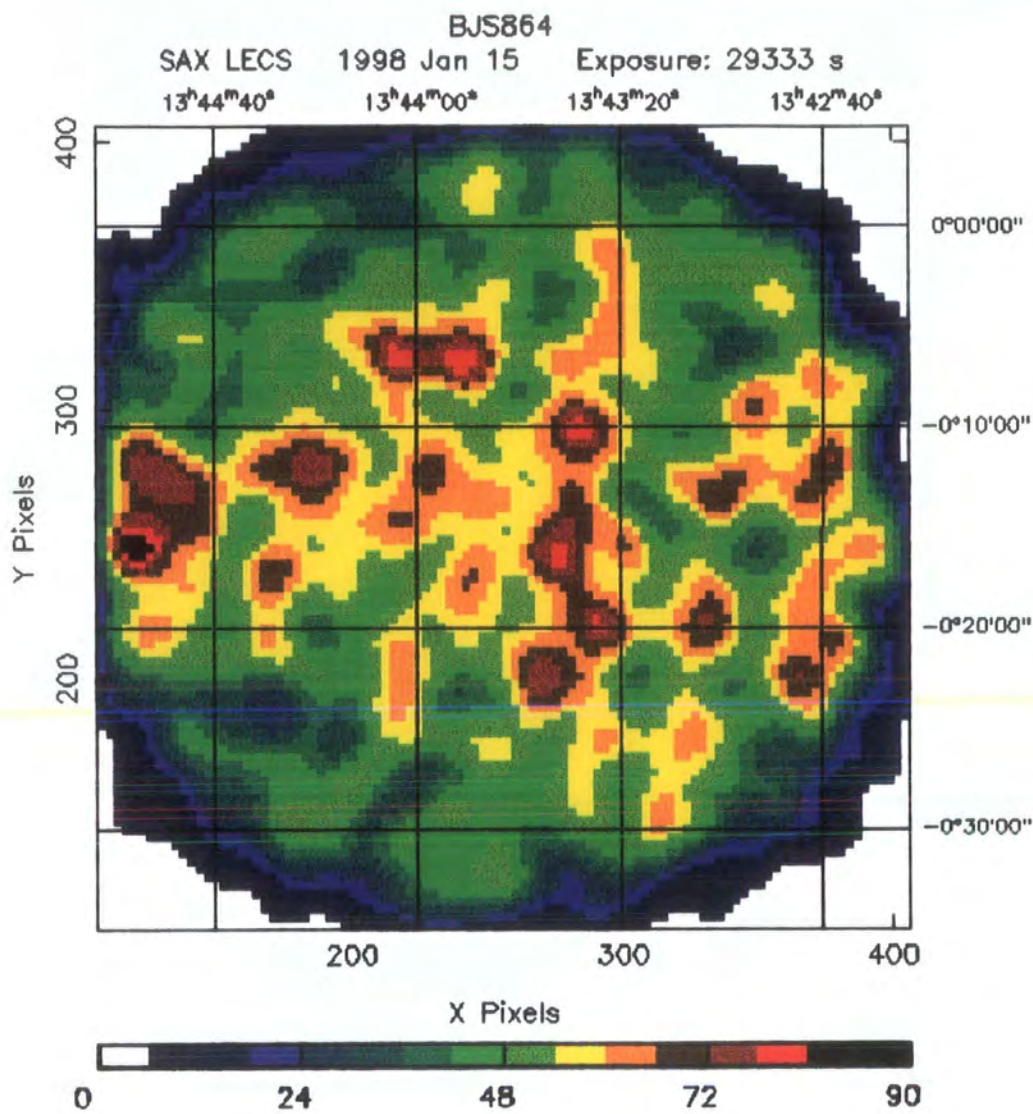 BJS864
SAX LECS 1998 Jan 15 Exposure: 29333 s
13ʰ44ᵐ40ˢ 13ʰ44ᵐ00ˢ 13ʰ43ᵐ20ˢ 13ʰ42ᵐ40ˢ
400
0°00'00"
300
-0°10'00"
Y Pixels
-0°20'00"
200
-0°30'00"
200 300 400
X Pixels
0 24 48 72 90